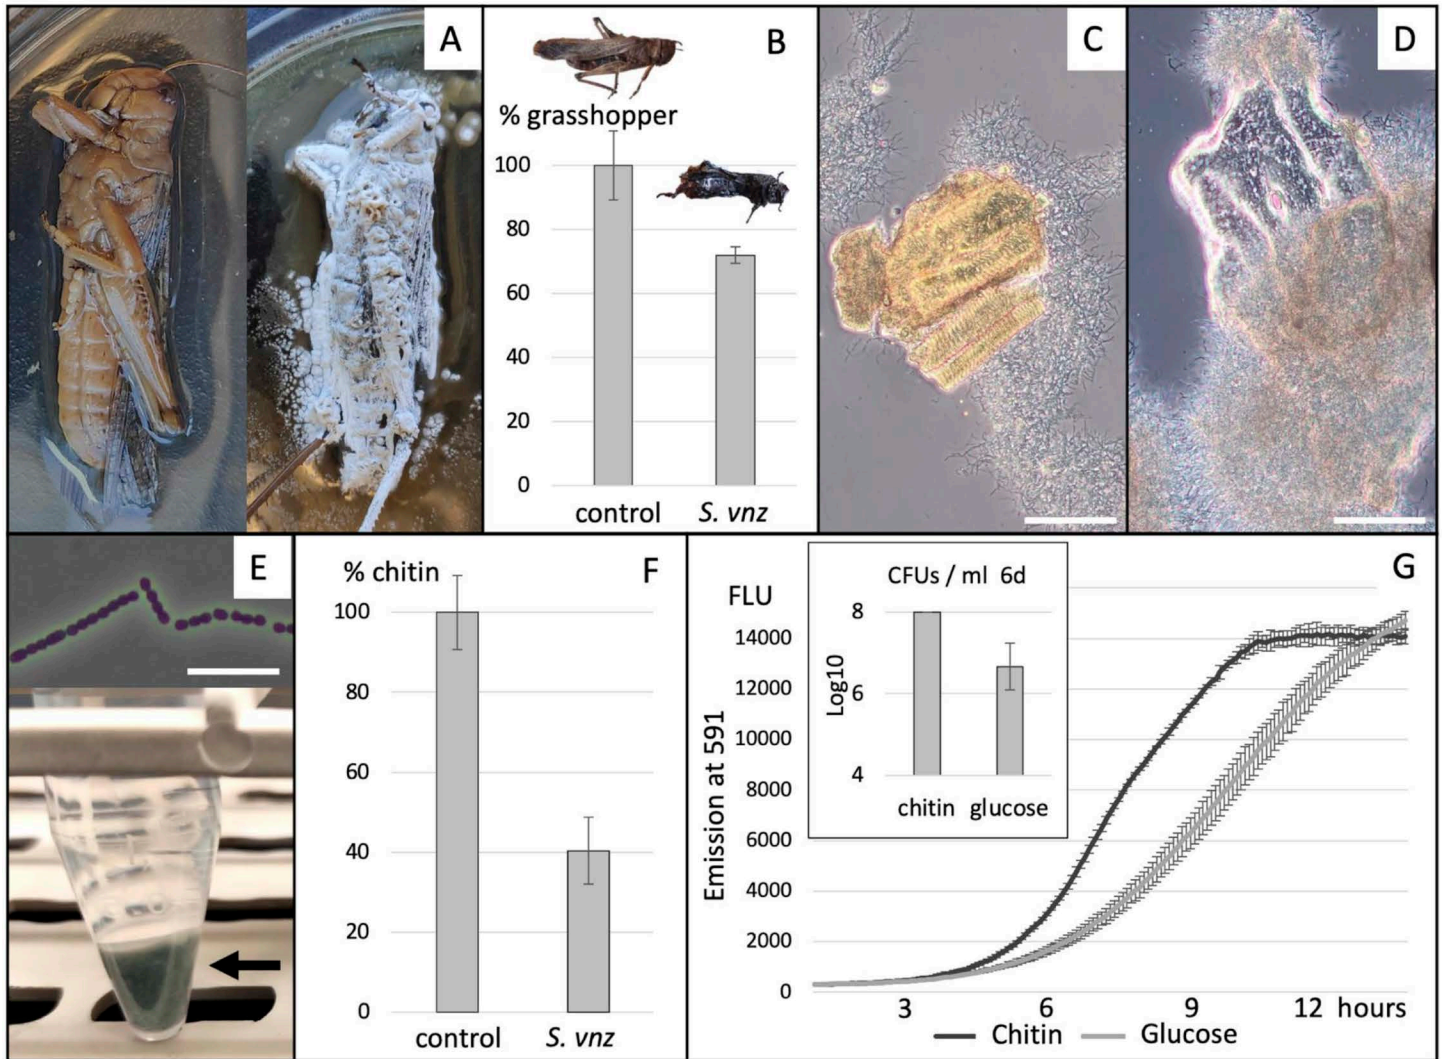 A
B
% grasshopper
100
80
60
40
20
0
control S. vnz
C
D
E
F
% chitin
100
80
60
40
20
0
control S. vnz
G
FLU
Emission at 591
14000
12000
10000
8000
6000
4000
2000
0
CFUs / ml 6d
Log10
8
6
4
chitin glucose
3 6 9 12 hours
Chitin Glucose